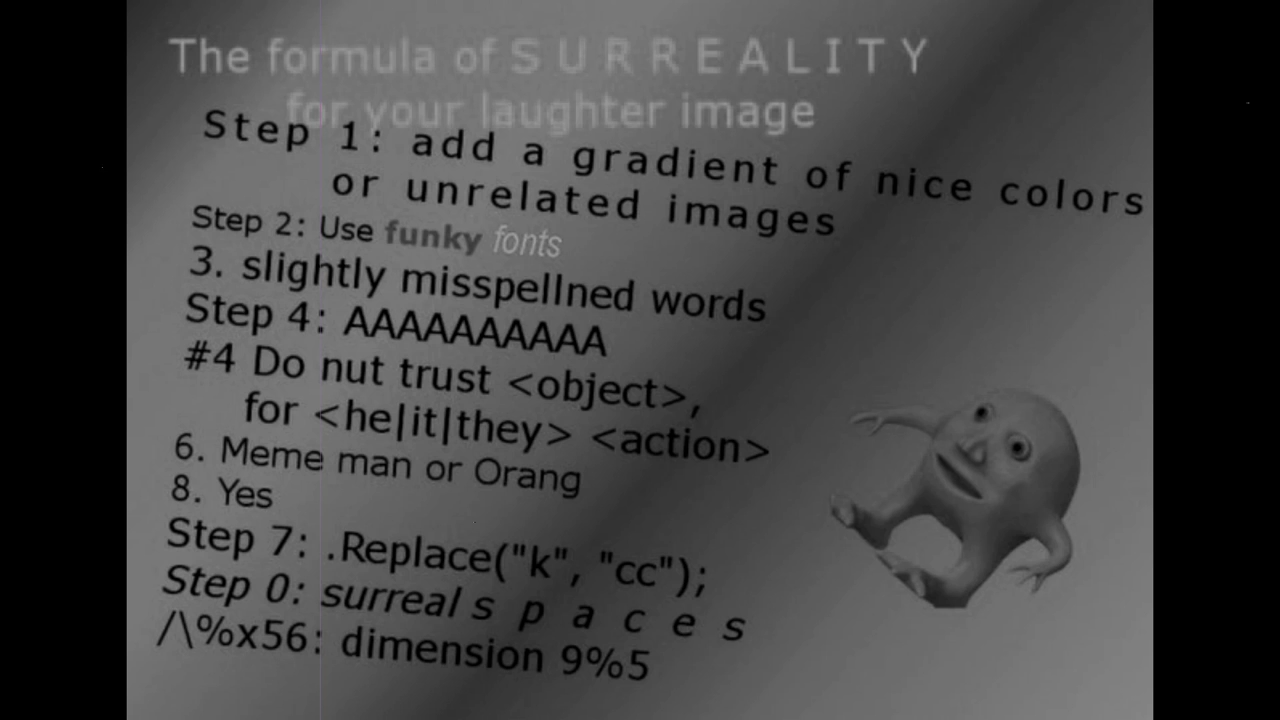 The formula of S U R R E A L I T Y
for your laughter image
Step 1: add a gradient of nice colors
or unrelated images
Step 2: Use funky fonts
3. slightly misspellned words
Step 4: AAAAAAAAAA
#4 Do nut trust <object>,
for <he|it|they> <action>
6. Meme man or Orang
8. Yes
Step 7: .Replace("k", "cc");
Step 0: surreal s p a c e s
/\%x56: dimension 9%5